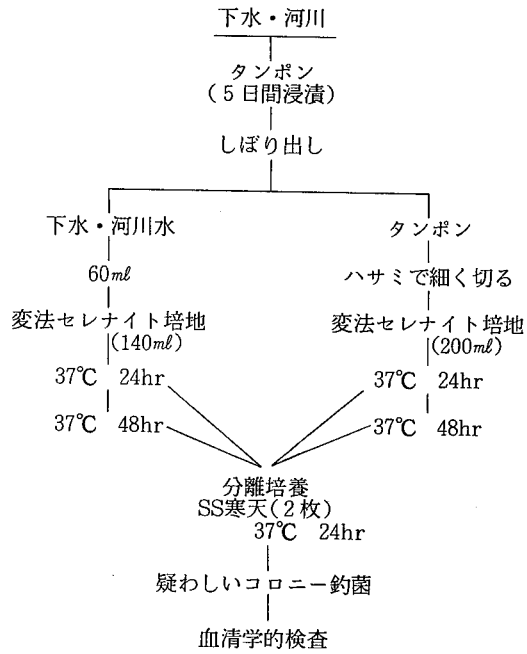 下水・河川
タンポン
(5日間浸漬)
しぼり出し
下水・河川水
60㎖
変法セレナイト培地
(140㎖)
37℃ 24hr
37℃ 48hr
タンポン
ハサミで細く切る
変法セレナイト培地
(200㎖)
37℃ 24hr
37℃ 48hr
分離培養
SS寒天(2枚)
37℃ 24hr
疑わしいコロニー釣菌
血清学的検査